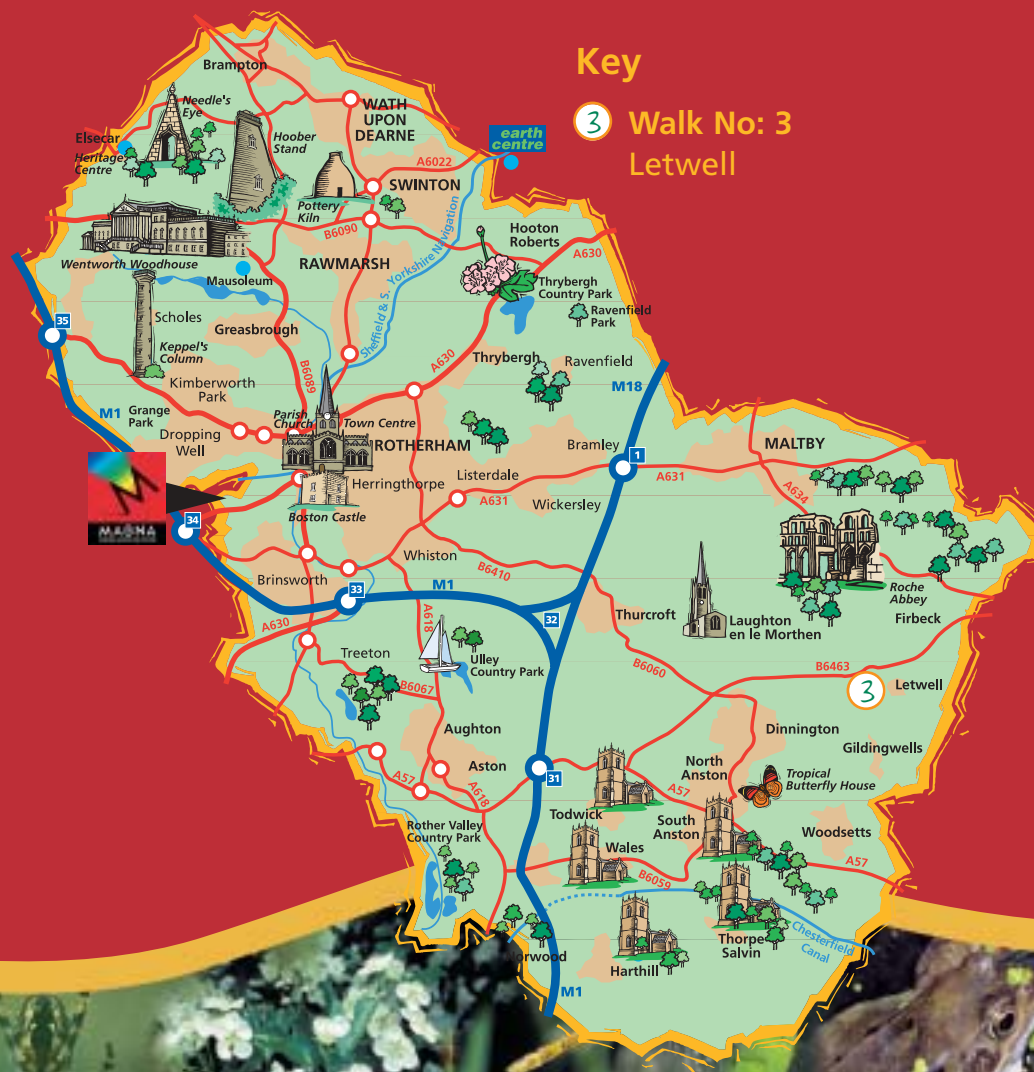 Key
3 Walk No: 3
Letwell
Brampton
Needle's
Eye
WATH
UPON
DEARNE
earth
centre
Elsecar
Heritage
Centre
Hoober
Stand
A6022
SWINTON
Pottery
Kiln
B6090
Hooton
Roberts
A630
Wentworth Woodhouse
RAWMARSH
Sheffield & S. Yorkshire Navigation
Mausoleum
Thrybergh
Country Park
Ravenfield
Park
35
Scholes
Greasbrough
Keppel's
Column
B6089
A630
Thrybergh
Ravenfield
M18
Kimberworth
Park
M1
Grange
Park
Parish
Church
Town Centre
Dropping
Well
ROTHERHAM
Bramley
1
MALTBY
Listerdale
A631
A631
A634
Herringthorpe
Wickersley
MAGNA
Boston Castle
34
Whiston
B6410
Brinsworth
33
M1
Roche
Abbey
A618
32
Thurcroft
Laughton
en le Morthen
Firbeck
A630
Treeton
Ulley
Country Park
B6060
B6463
3
Letwell
B6067
Aughton
Dinnington
Gildingwells
Aston
31
North
Anston
Tropical
Butterfly House
A57
A618
A57
Todwick
South
Anston
Woodsetts
Rother Valley
Country Park
Wales
B6059
A57
Chesterfield
Canal
Thorpe
Salvin
Harthill
M1